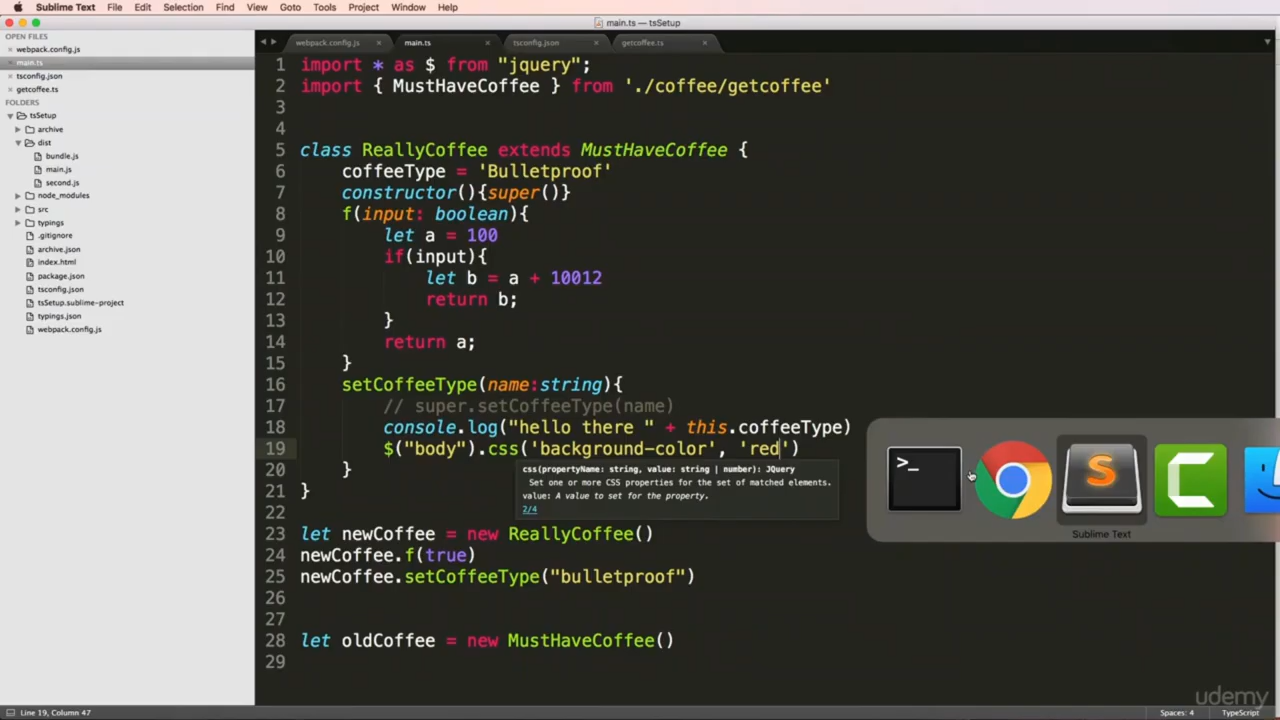 Sublime Text File Edit Selection Find View Goto Tools Project Window Help
main.ts — tsSetup
OPEN FILES
webpack.config.js
main.ts
tsconfig.json
getcoffee.ts
FOLDERS
tsSetup
archive
dist
bundle.js
main.js
second.js
node_modules
src
typings
.gitignore
archive.json
index.html
package.json
tsconfig.json
tsSetup.sublime-project
typings.json
webpack.config.js
webpack.config.js main.ts tsconfig.json getcoffee.ts
1 import * as $ from "jquery";
2 import { MustHaveCoffee } from './coffee/getcoffee'
3
4
5 class ReallyCoffee extends MustHaveCoffee {
6 coffeeType = 'Bulletproof'
7 constructor(){super()}
8 f(input: boolean){
9 let a = 100
10 if(input){
11 let b = a + 10012
12 return b;
13 }
14 return a;
15 }
16 setCoffeeType(name:string){
17 // super.setCoffeeType(name)
18 console.log("hello there " + this.coffeeType)
19 $("body").css('background-color', 'red')
20 }
21 }
22
23 let newCoffee = new ReallyCoffee()
24 newCoffee.f(true)
25 newCoffee.setCoffeeType("bulletproof")
26
27
28 let oldCoffee = new MustHaveCoffee()
29
css(propertyName: string, value: string | number): JQuery
Set one or more CSS properties for the set of matched elements.
value: A value to set for the property.
2/4
>_
S
Sublime Text
udemy
Line 19, Column 47
Spaces: 4 TypeScript